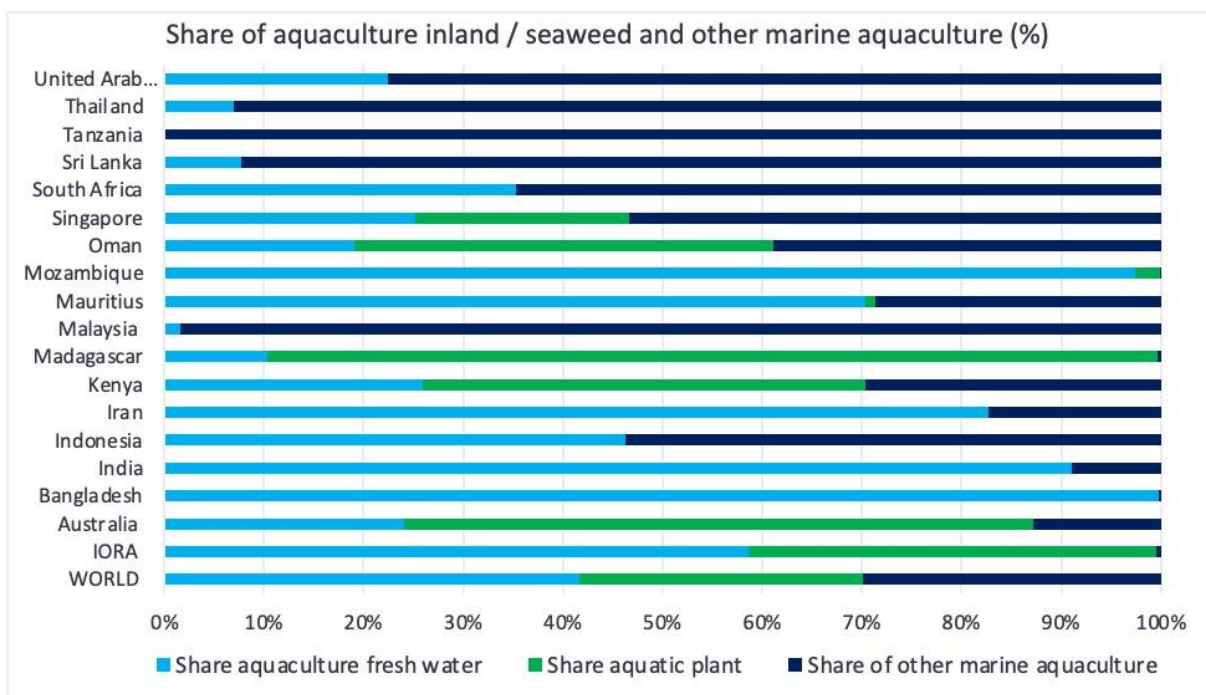 Share of aquaculture inland / seaweed and other marine aquaculture (%)
United Arab...
Thailand
Tanzania
Sri Lanka
South Africa
Singapore
Oman
Mozambique
Mauritius
Malaysia
Madagascar
Kenya
Iran
Indonesia
India
Bangladesh
Australia
IORA
WORLD
0% 10% 20% 30% 40% 50% 60% 70% 80% 90% 100%
Share aquaculture fresh water Share aquatic plant Share of other marine aquaculture